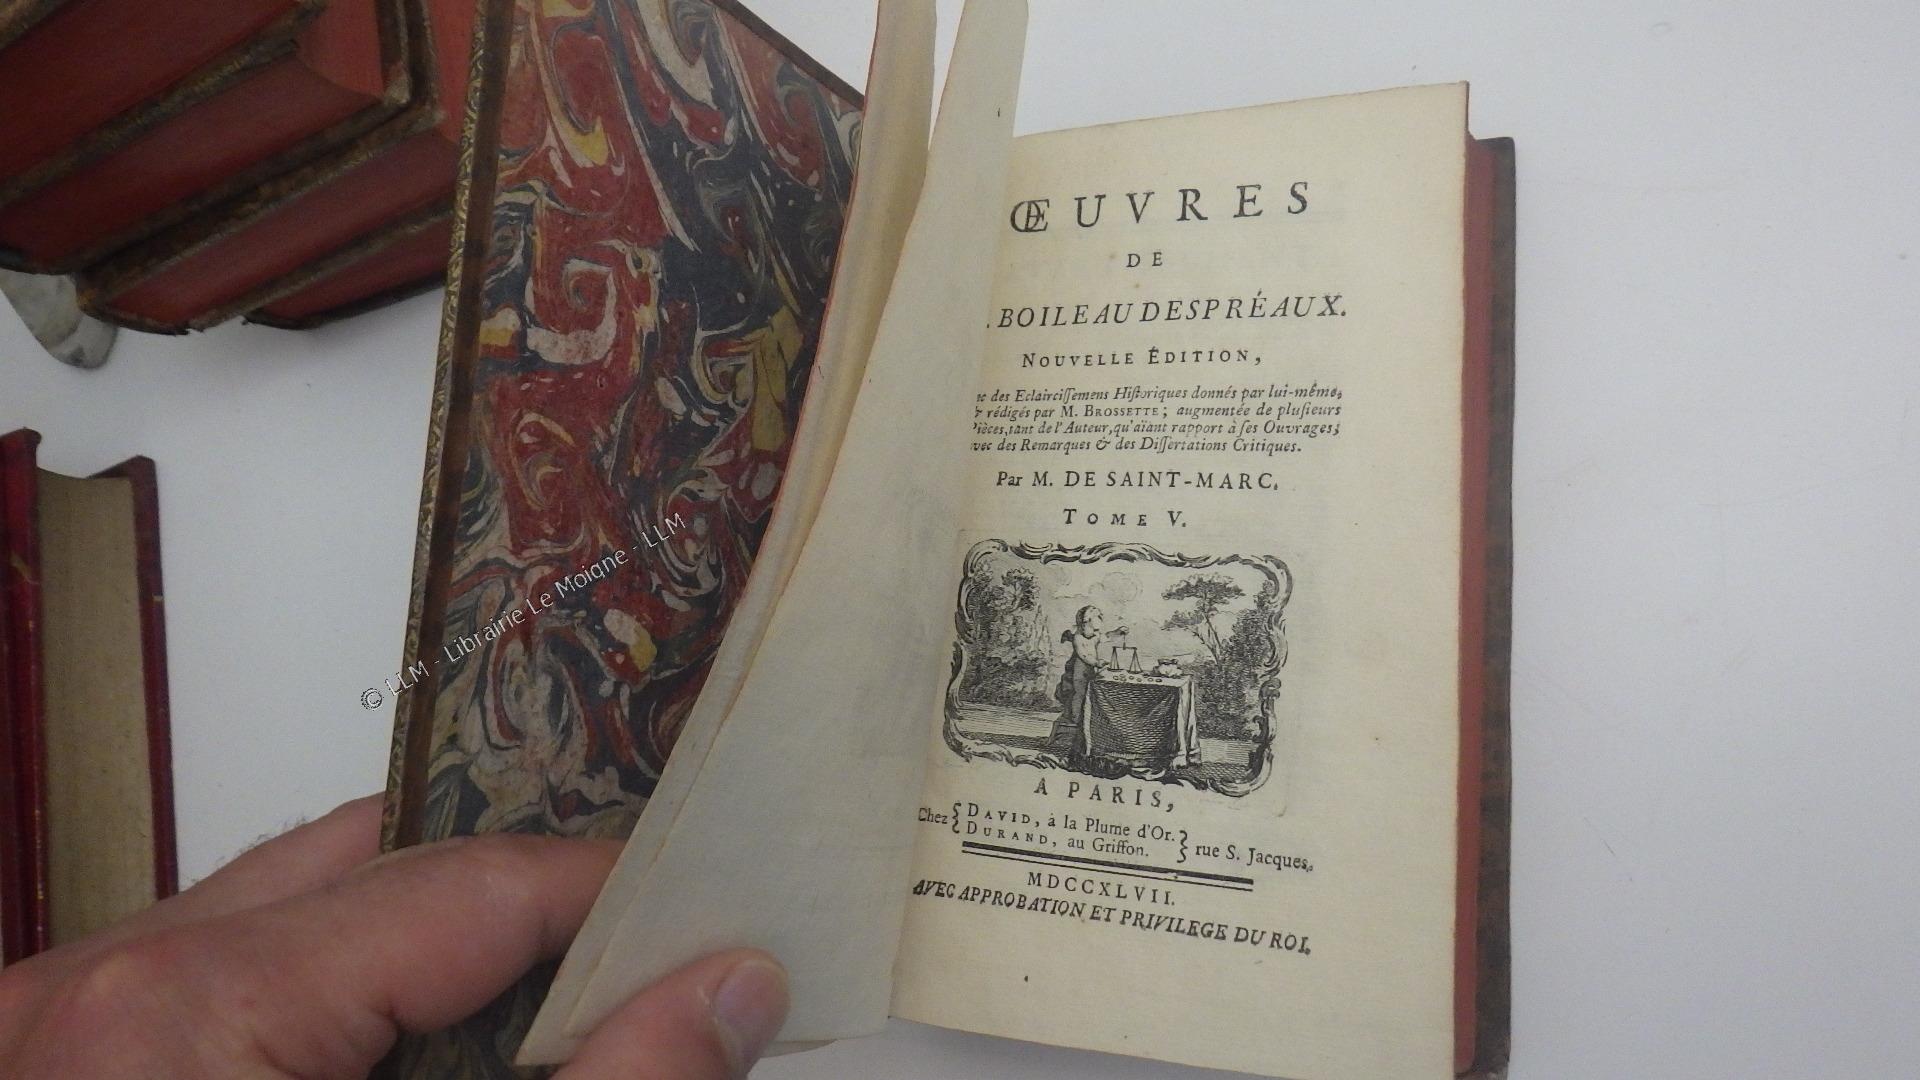 ŒUVRES
DE
. BOILEAU DESPRÉAUX.
NOUVELLE ÉDITION,
des Eclairciſſemens Hiſtoriques donnés par lui-même,
& rédigés par M. BROSSETTE; augmentée de pluſieurs
Pièces, tant de l'Auteur, qu'aïant rapport à ſes Ouvrages;
vec des Remarques & des Diſſertations Critiques.
Par M. DE SAINT-MARC.
TOME V.
A PARIS,
Chez { DAVID, à la Plume d'Or. } rue S. Jacques.
DURAND, au Griffon.
MDCCXLVII.
AVEC APPROBATION ET PRIVILEGE DU ROI.
© LLM - Librairie Le Moigne - LLM